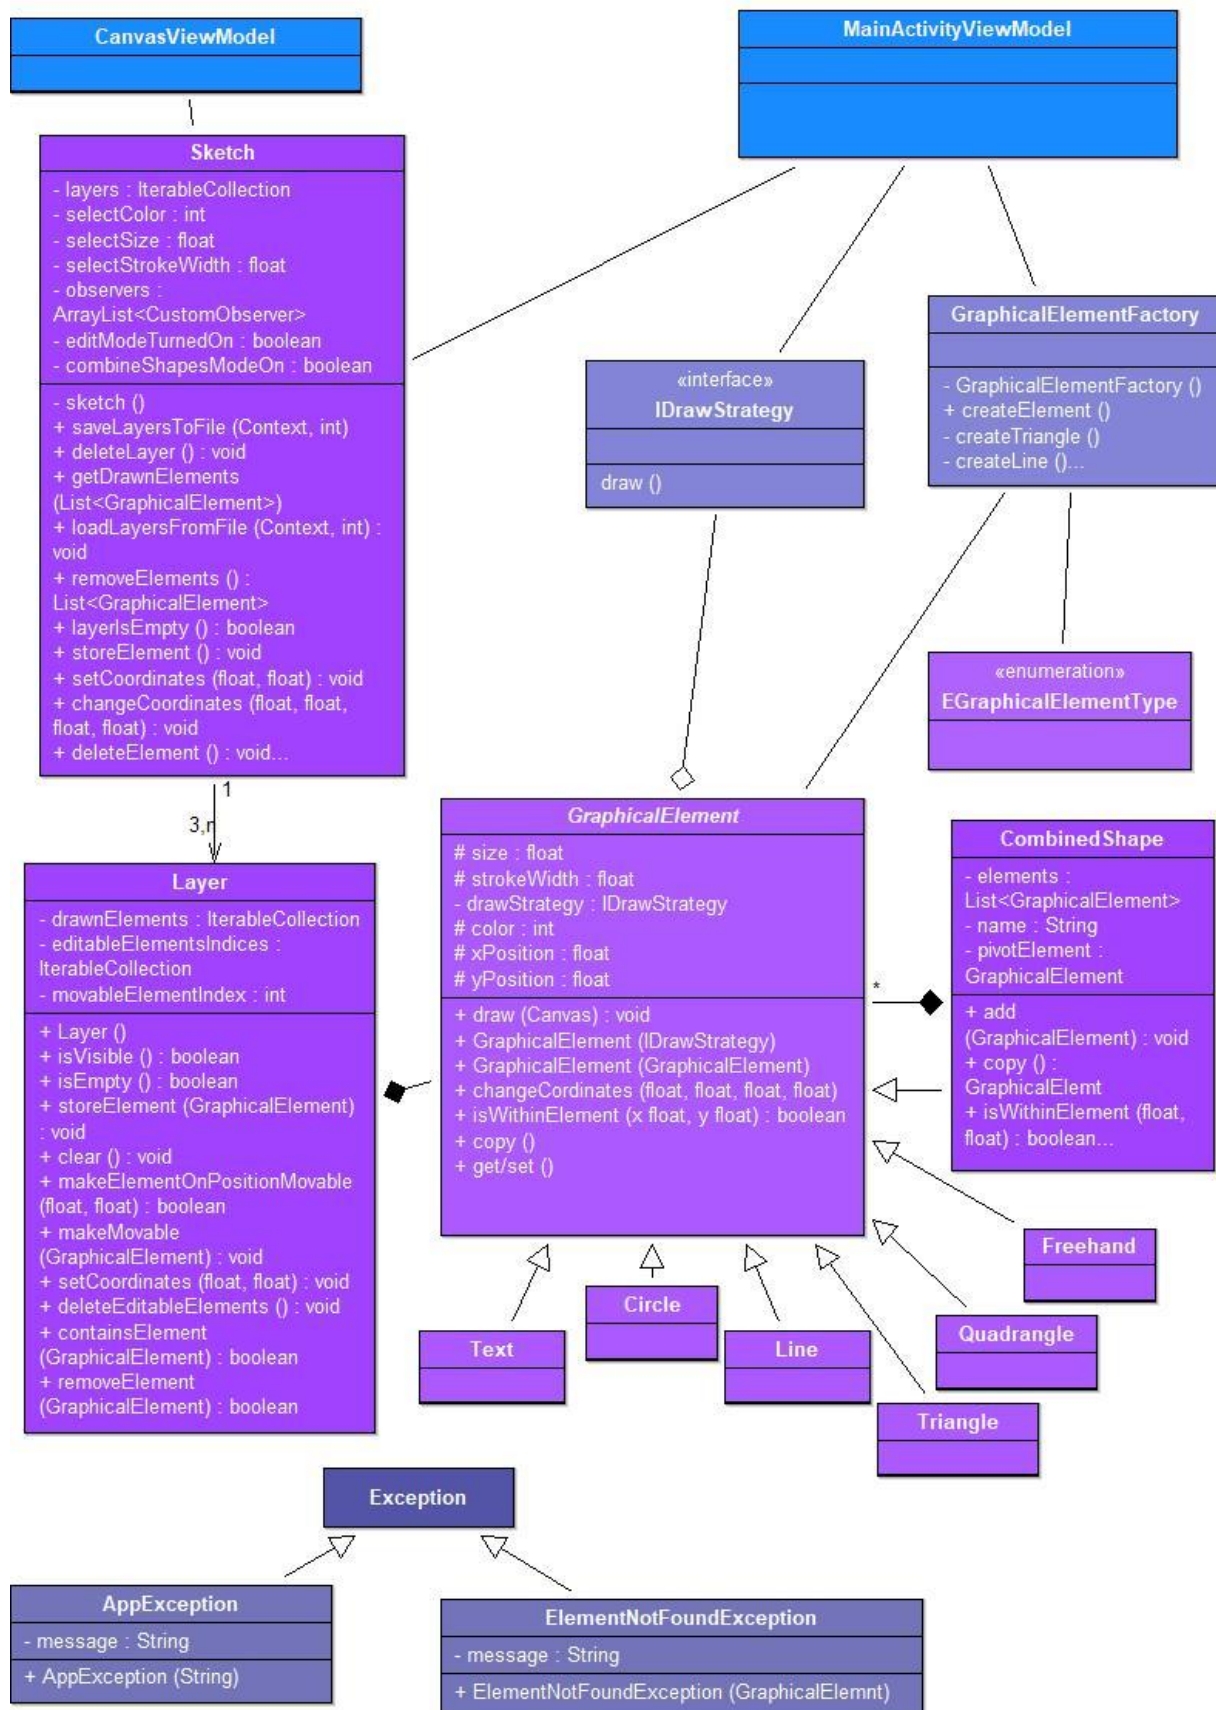 CanvasViewModel
MainActivityViewModel
Sketch
- layers : IterableCollection
- selectColor : int
- selectSize : float
- selectStrokeWidth : float
- observers :
ArrayList<CustomObserver>
- editModeTurnedOn : boolean
- combineShapesModeOn : boolean
- sketch ()
+ saveLayersToFile (Context, int)
+ deleteLayer () : void
+ getDrawnElements
(List<GraphicalElement>)
+ loadLayersFromFile (Context, int) :
void
+ removeElements () :
List<GraphicalElement>
+ layerIsEmpty () : boolean
+ storeElement () : void
+ setCoordinates (float, float) : void
+ changeCoordinates (float, float,
float, float) : void
+ deleteElement () : void...
«interface»
IDrawStrategy
draw ()
GraphicalElementFactory
- GraphicalElementFactory ()
+ createElement ()
- createTriangle ()
- createLine ()...
«enumeration»
EGraphicalElementType
1
3,n
Layer
- drawnElements : IterableCollection
- editableElementsIndices :
IterableCollection
- movableElementIndex : int
+ Layer ()
+ isVisible () : boolean
+ isEmpty () : boolean
+ storeElement (GraphicalElement)
: void
+ clear () : void
+ makeElementOnPositionMovable
(float, float) : boolean
+ makeMovable
(GraphicalElement) : void
+ setCoordinates (float, float) : void
+ deleteEditableElements () : void
+ containsElement
(GraphicalElement) : boolean
+ removeElement
(GraphicalElement) : boolean
GraphicalElement
# size : float
# strokeWidth : float
- drawStrategy : IDrawStrategy
# color : int
# xPosition : float
# yPosition : float
+ draw (Canvas) : void
+ GraphicalElement (IDrawStrategy)
+ GraphicalElement (GraphicalElement)
+ changeCordinates (float, float, float, float)
+ isWithinElement (x float, y float) : boolean
+ copy ()
+ get/set ()
*
CombinedShape
- elements :
List<GraphicalElement>
- name : String
- pivotElement :
GraphicalElement
+ add
(GraphicalElement) : void
+ copy () :
GraphicalElemt
+ isWithinElement (float,
float) : boolean...
Freehand
Circle
Quadrangle
Text
Line
Triangle
Exception
AppException
- message : String
+ AppException (String)
ElementNotFoundException
- message : String
+ ElementNotFoundException (GraphicalElemnt)